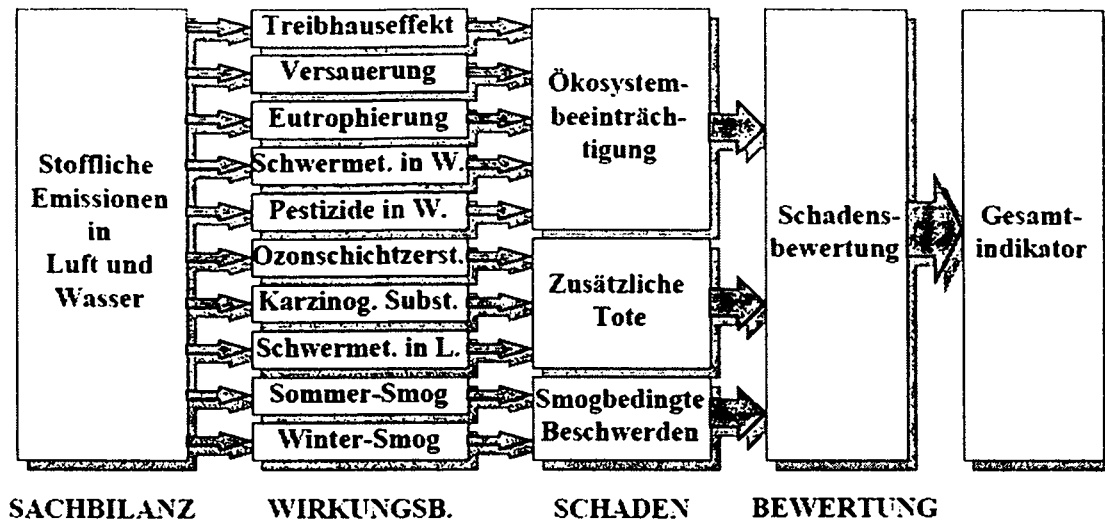 Stoffliche
Emissionen
in
Luft und
Wasser
Treibhauseffekt
Versauerung
Eutrophierung
Schwermet. in W.
Pestizide in W.
Ozonschichtzerst.
Karzinog. Subst.
Schwermet. in L.
Sommer-Smog
Winter-Smog
Ökosystem-
beeinträch-
tigung
Zusätzliche
Tote
Smogbedingte
Beschwerden
Schadens-
bewertung
Gesamt-
indikator
SACHBILANZ WIRKUNGSB. SCHADEN BEWERTUNG